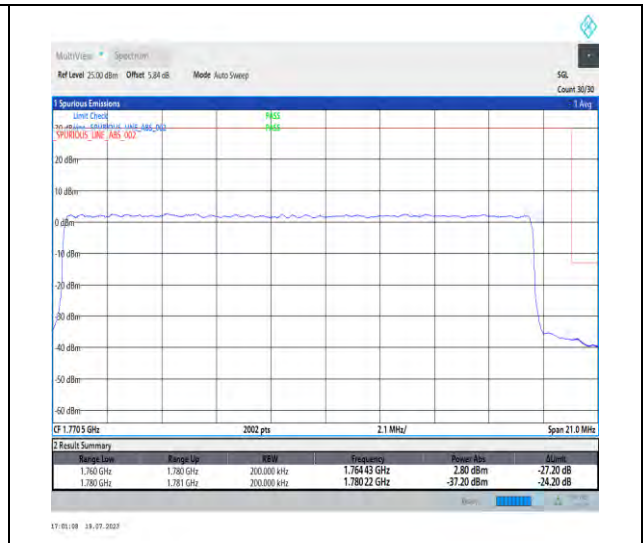 MultiView Spectrum
Ref Level 25.00 dBm Offset 5.84 dB Mode Auto Sweep SGL
Count 30/30
1 Spurious Emissions 1 Avg
Limit Check PASS
Line _SPURIOUS_LINE_ABS_002 PASS
_SPURIOUS_LINE_ABS_002
20 dBm
10 dBm
0 dBm
-10 dBm
-20 dBm
-30 dBm
-40 dBm
-50 dBm
-60 dBm
CF 1.7705 GHz 2002 pts 2.1 MHz/ Span 21.0 MHz
2 Result Summary
Range Low Range Up RBW Frequency Power Abs ΔLimit
1.760 GHz 1.780 GHz 200.000 kHz 1.764 43 GHz 2.80 dBm -27.20 dB
1.780 GHz 1.781 GHz 200.000 kHz 1.780 22 GHz -37.20 dBm -24.20 dB
17:01:08 19.07.2023